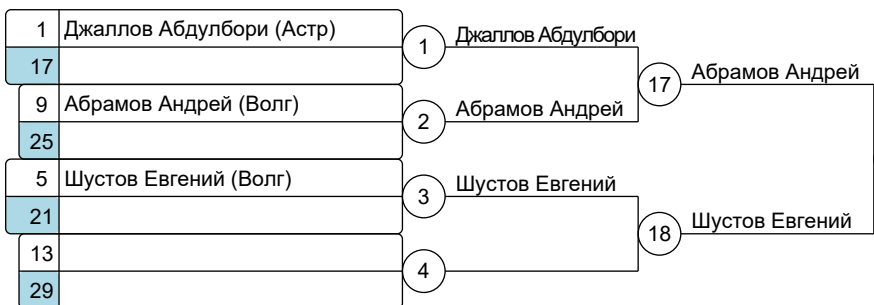 1 Джаллов Абдулбори (Астр)
1 Джаллов Абдулбори
17
17 Абрамов Андрей
9 Абрамов Андрей (Волг)
2 Абрамов Андрей
25
5 Шустов Евгений (Волг)
3 Шустов Евгений
21
18 Шустов Евгений
13
4
29